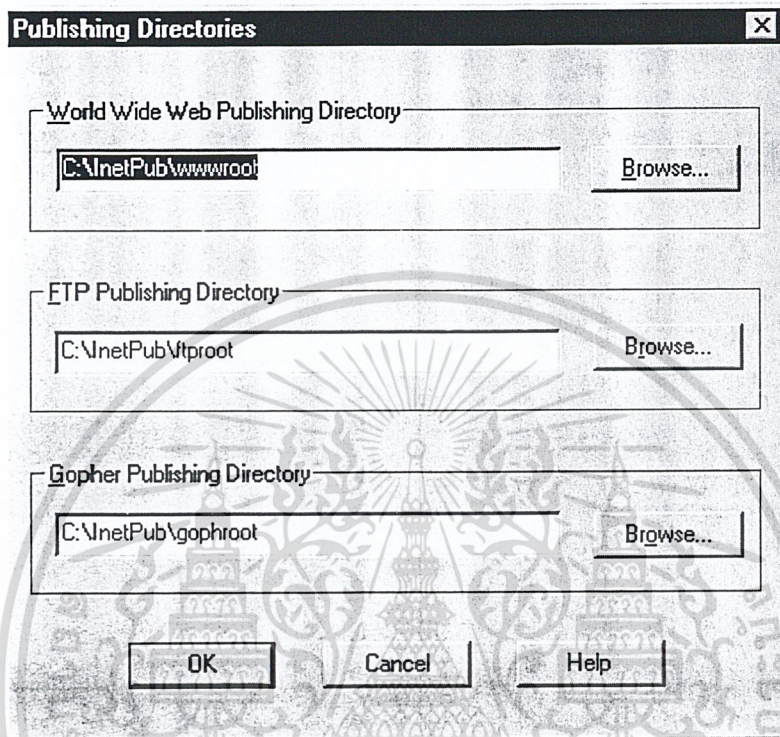 Publishing Directories
World Wide Web Publishing Directory
C:\InetPub\wwwroot
Browse...
FTP Publishing Directory
C:\InetPub\ftproot
Browse...
Gopher Publishing Directory
C:\InetPub\gophroot
Browse...
OK Cancel Help